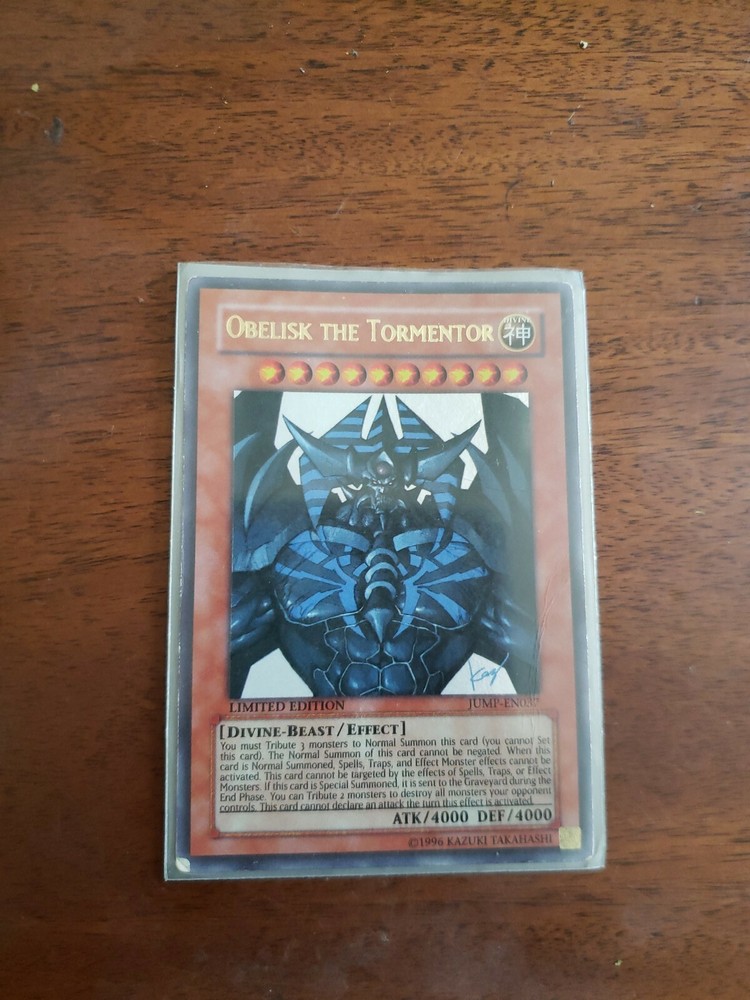 OBELISK THE TORMENTOR
DIVINE
神
Kazu
LIMITED EDITION JUMP-EN037
[DIVINE-BEAST/EFFECT]
You must Tribute 3 monsters to Normal Summon this card (you cannot Set
this card). The Normal Summon of this card cannot be negated. When this
card is Normal Summoned, Spells, Traps, and Effect Monster effects cannot be
activated. This card cannot be targeted by the effects of Spells, Traps, or Effect
Monsters. If this card is Special Summoned, it is sent to the Graveyard during the
End Phase. You can Tribute 2 monsters to destroy all monsters your opponent
controls. This card cannot declare an attack the turn this effect is activated.
ATK/4000 DEF/4000
©1996 KAZUKI TAKAHASHI